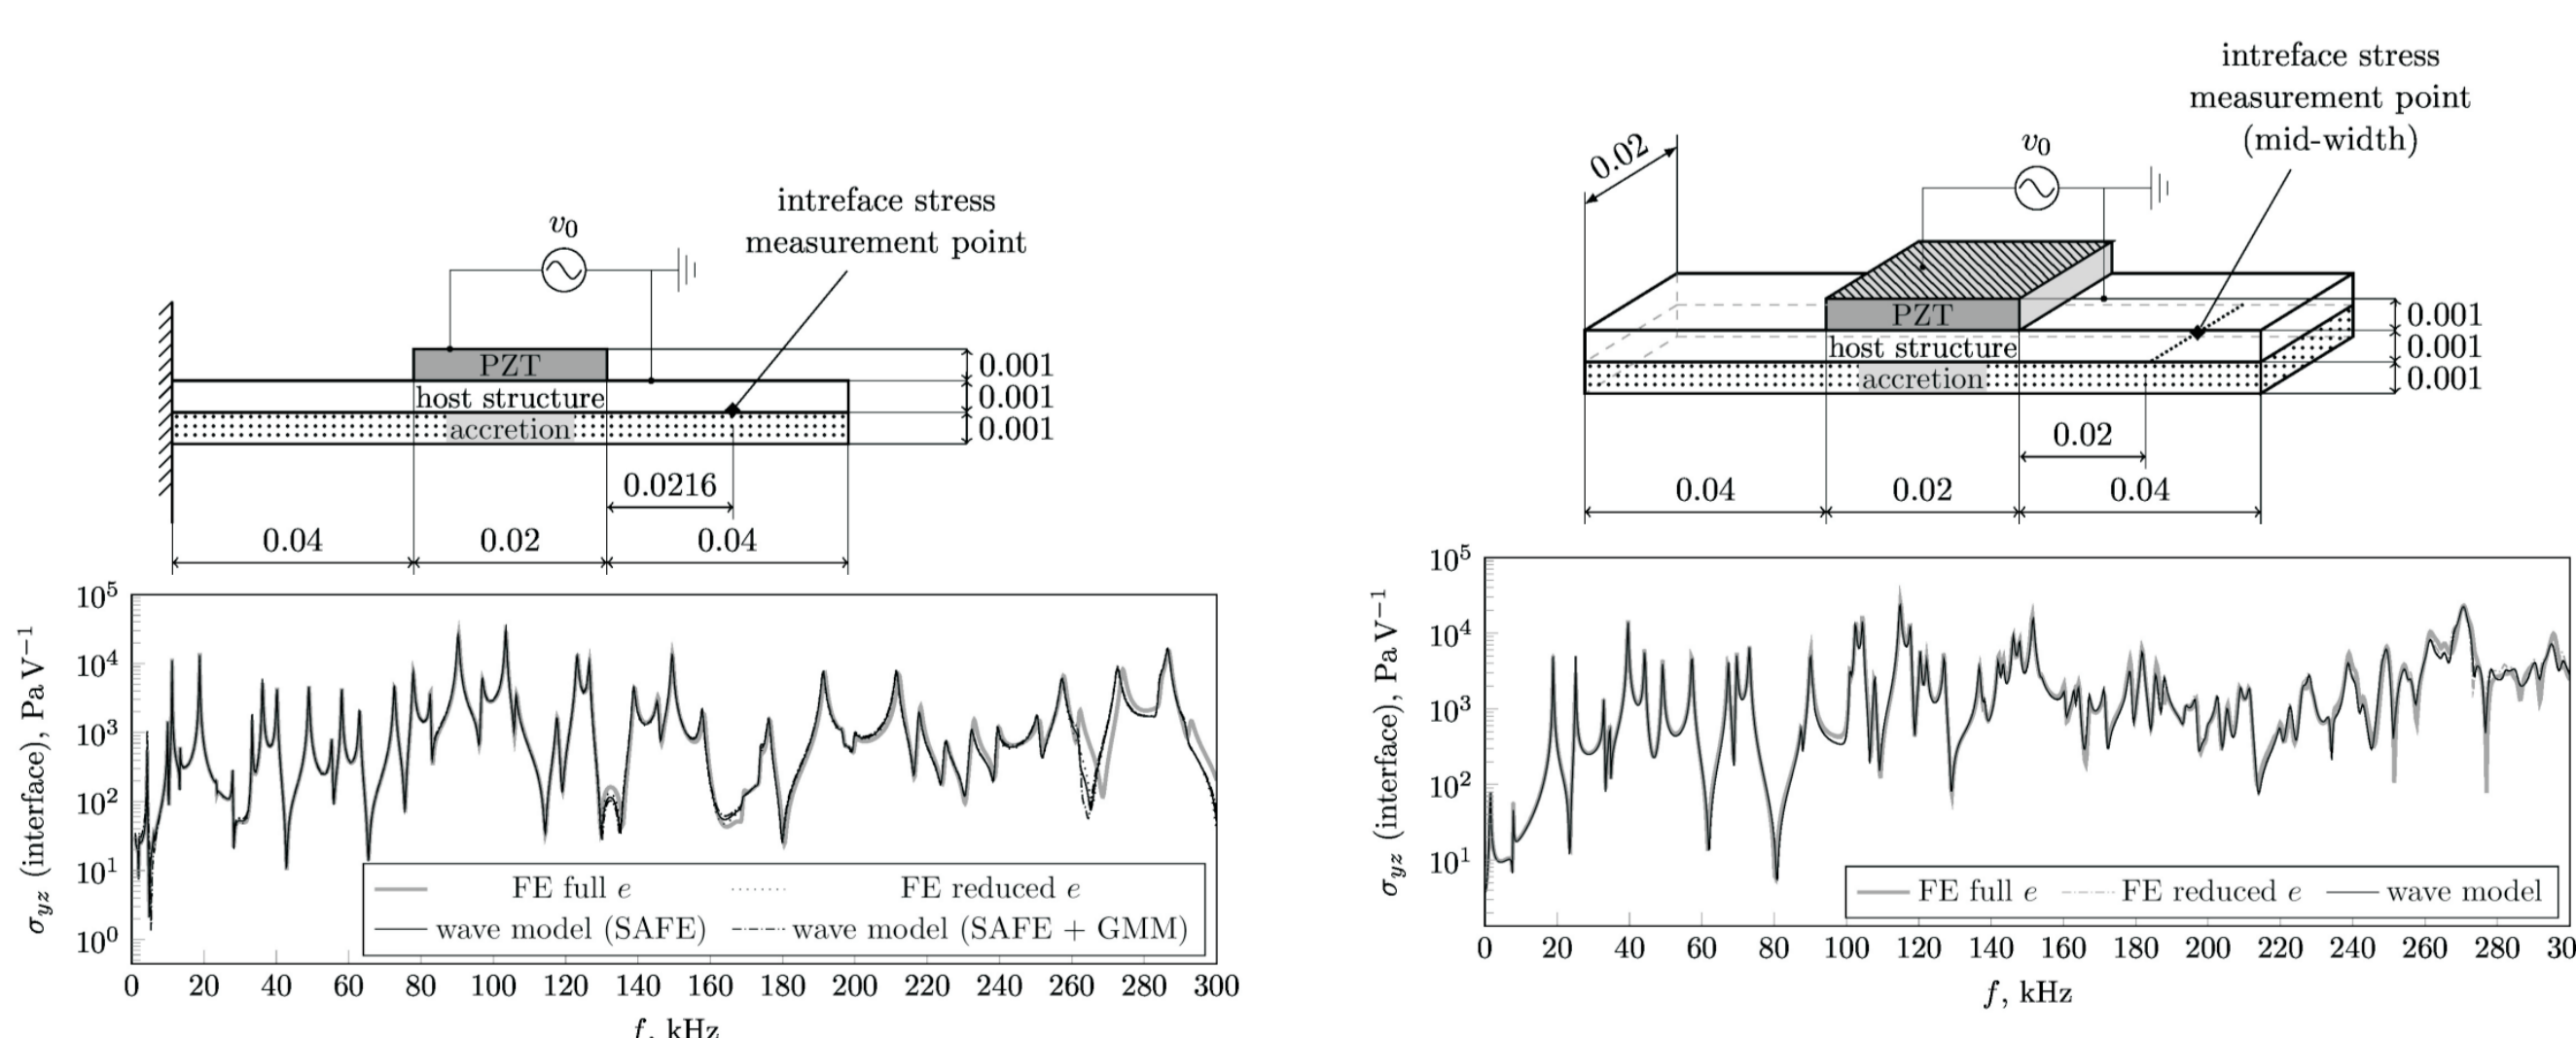 intreface stress
measurement point
v0
PZT
host structure
accretion
0.001
0.001
0.001
0.0216
0.04
0.02
0.04
σyz (interface), Pa V−1
10^5
10^4
10^3
10^2
10^1
10^0
FE full e
FE reduced e
wave model (SAFE)
wave model (SAFE + GMM)
0 20 40 60 80 100 120 140 160 180 200 220 240 260 280 300
f, kHz
intreface stress
measurement point
(mid-width)
v0
0.02
PZT
host structure
accretion
0.001
0.001
0.001
0.02
0.04
0.02
0.04
σyz (interface), Pa V−1
10^5
10^4
10^3
10^2
10^1
FE full e
FE reduced e
wave model
0 20 40 60 80 100 120 140 160 180 200 220 240 260 280 30
f, kHz